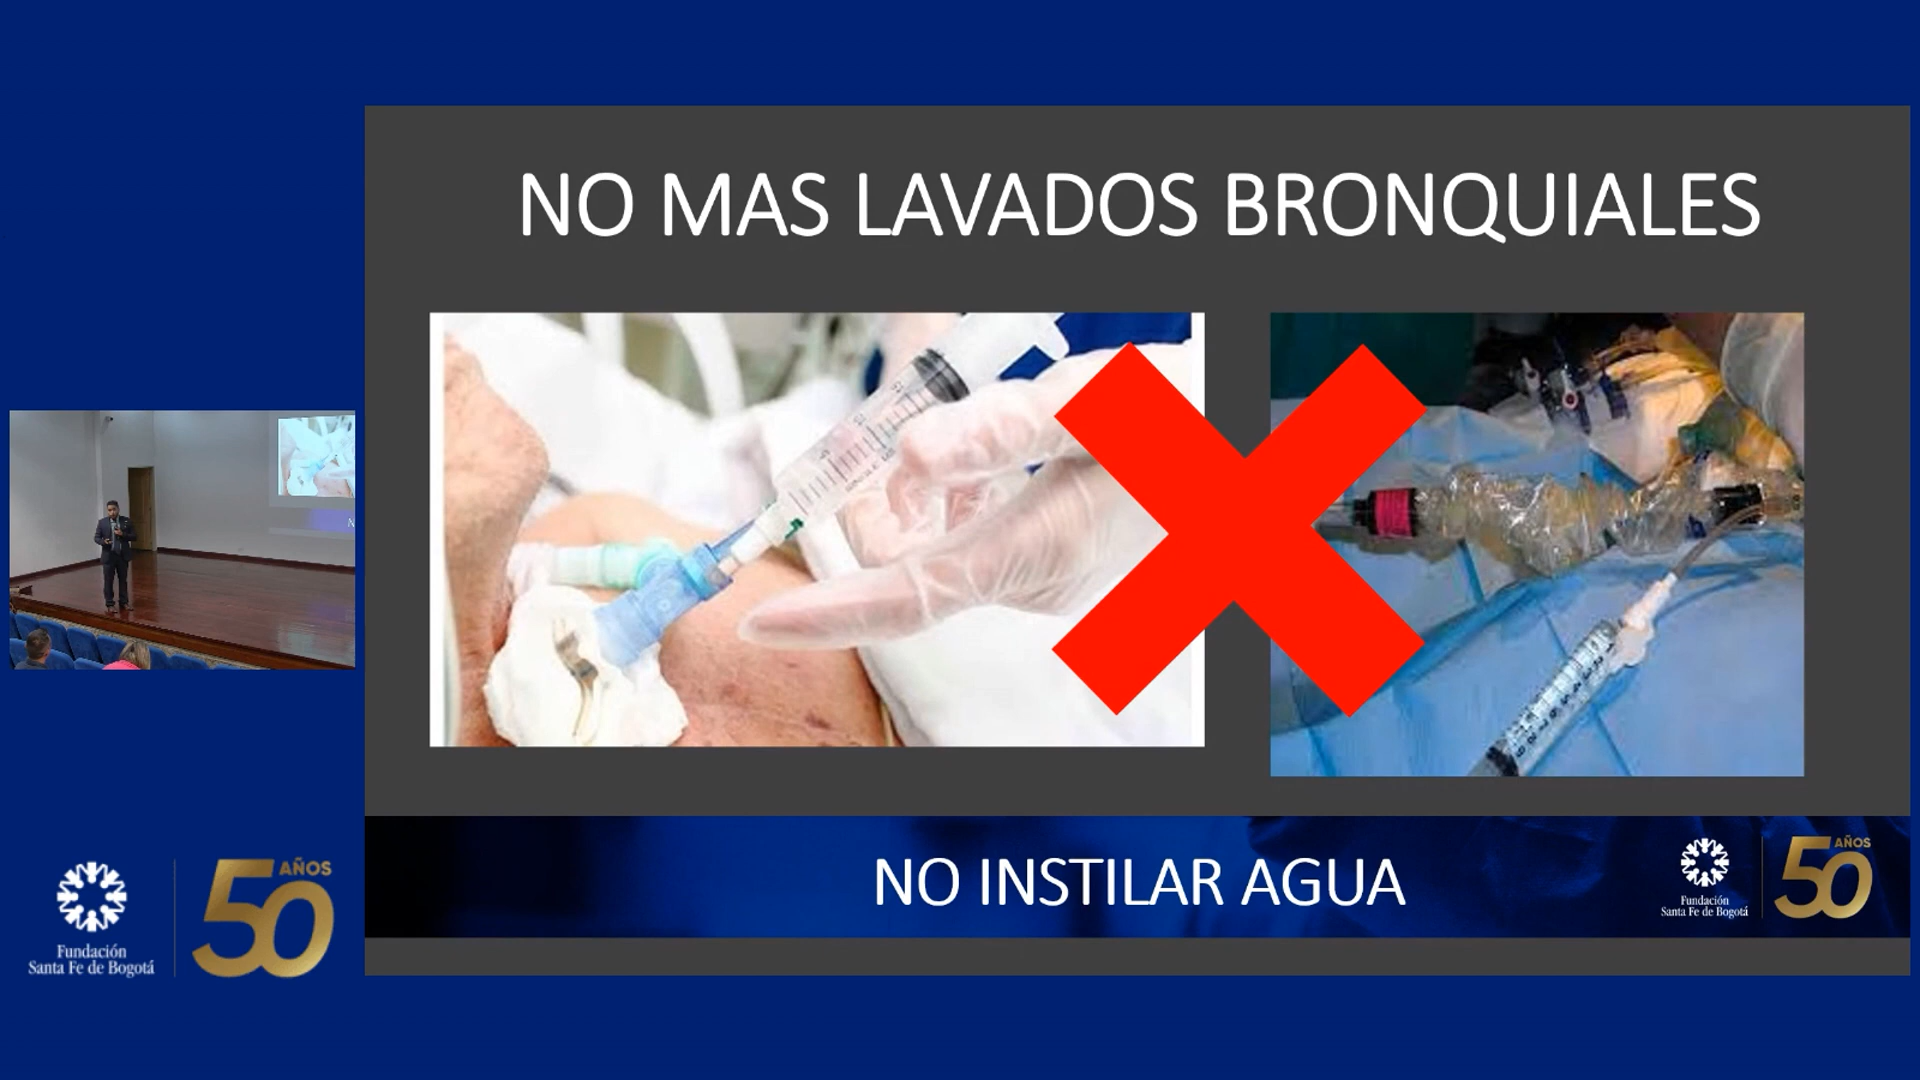 NO MAS LAVADOS BRONQUIALES
NO INSTILAR AGUA
Fundación
Santa Fe de Bogotá
50 AÑOS
Fundación
Santa Fe de Bogotá
50 AÑOS